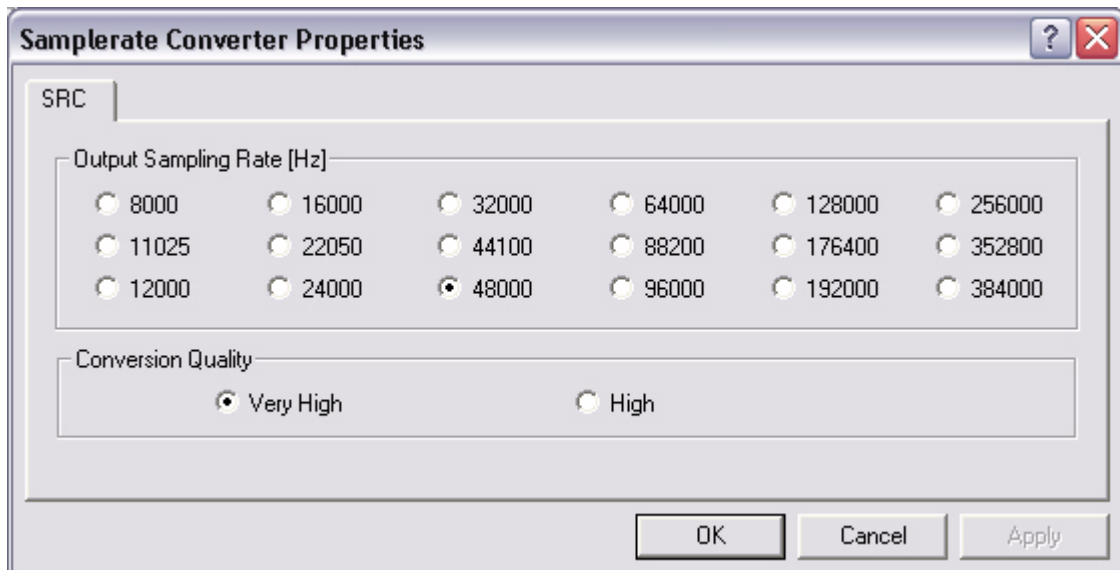 Samplerate Converter Properties
SRC
Output Sampling Rate [Hz]
8000 16000 32000 64000 128000 256000
11025 22050 44100 88200 176400 352800
12000 24000 48000 96000 192000 384000
Conversion Quality
Very High High
OK Cancel Apply